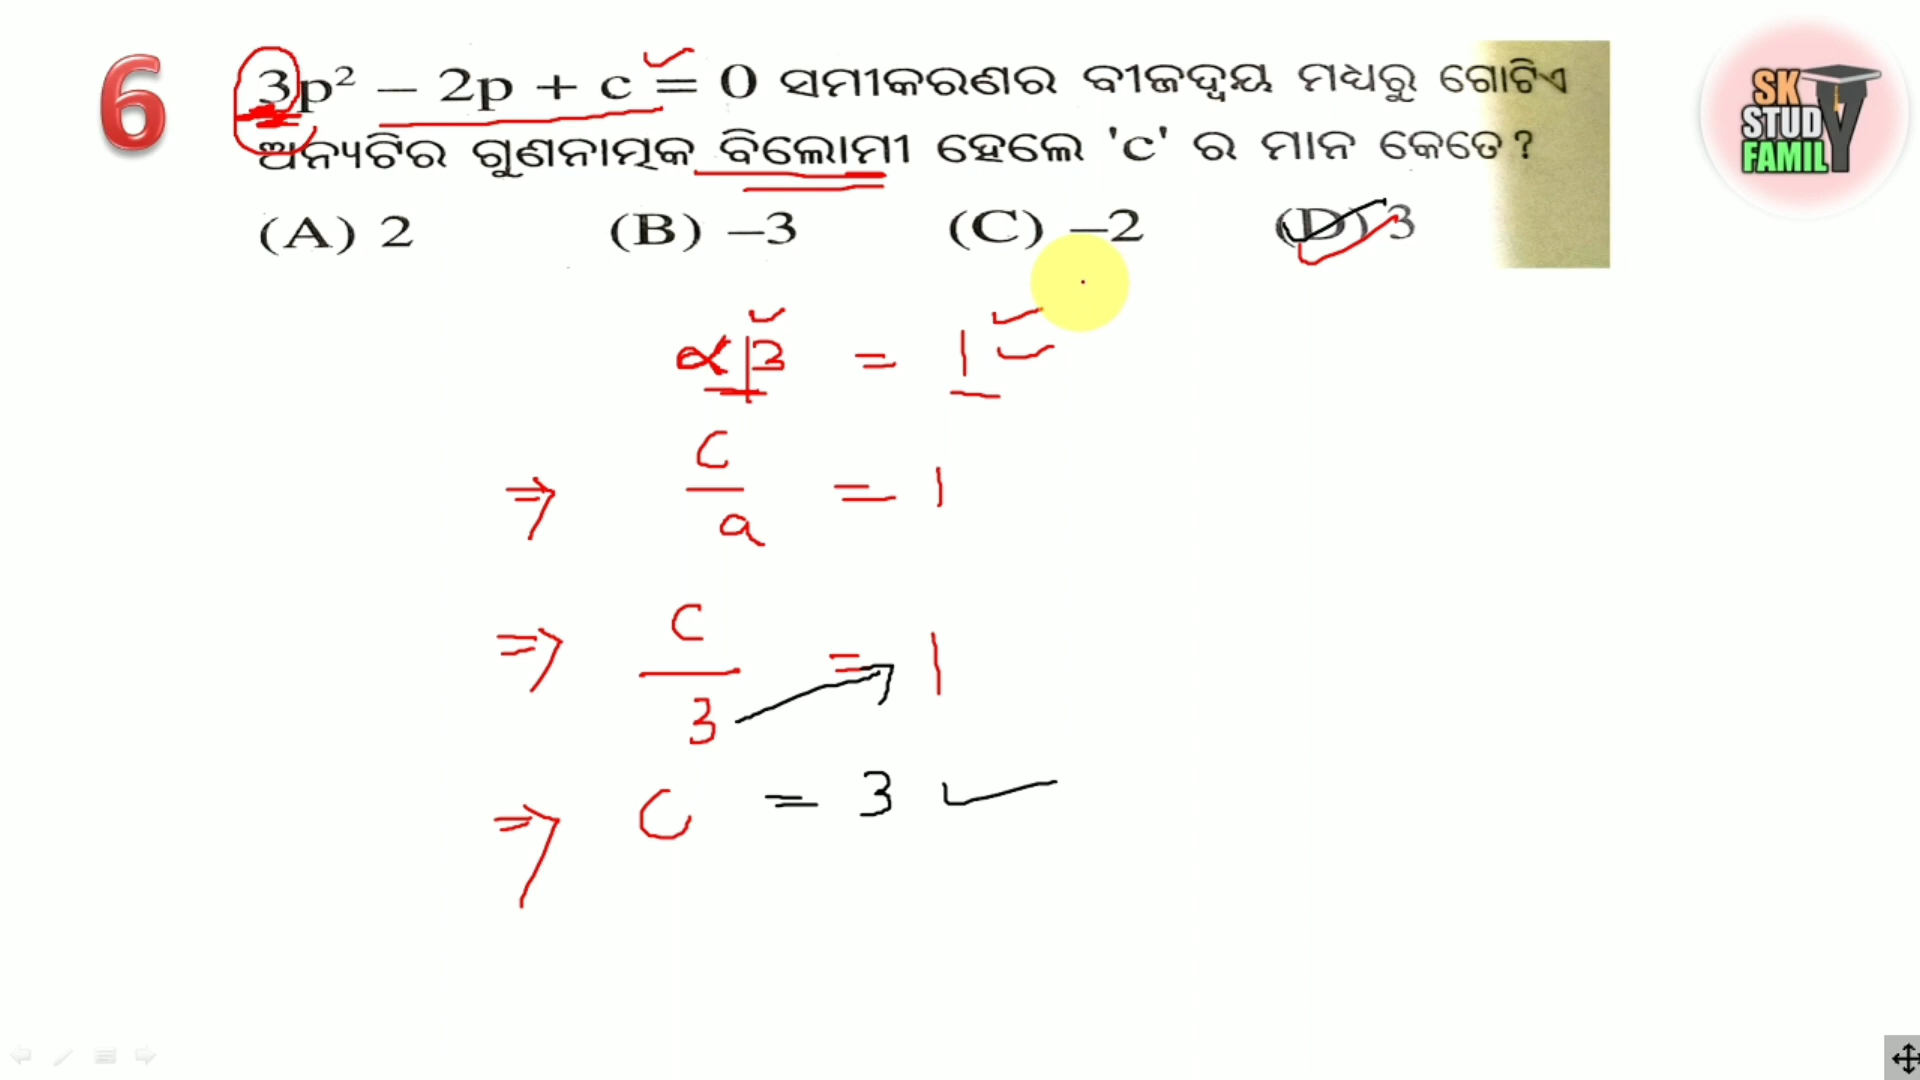 6
3p² – 2p + c = 0 ସମୀକରଣର ବୀଜଦ୍ୱୟ ମଧ୍ୟରୁ ଗୋଟିଏ
ଅନ୍ୟଟିର ଗୁଣନାତ୍ମକ ବିଲୋମୀ ହେଲେ 'c' ର ମାନ କେତେ?
(A) 2 (B) –3 (C) –2 (D) 3
SK
STUDY
FAMILY
= 1
⇒ c/a = 1
⇒ c/3 = 1
⇒ C = 3